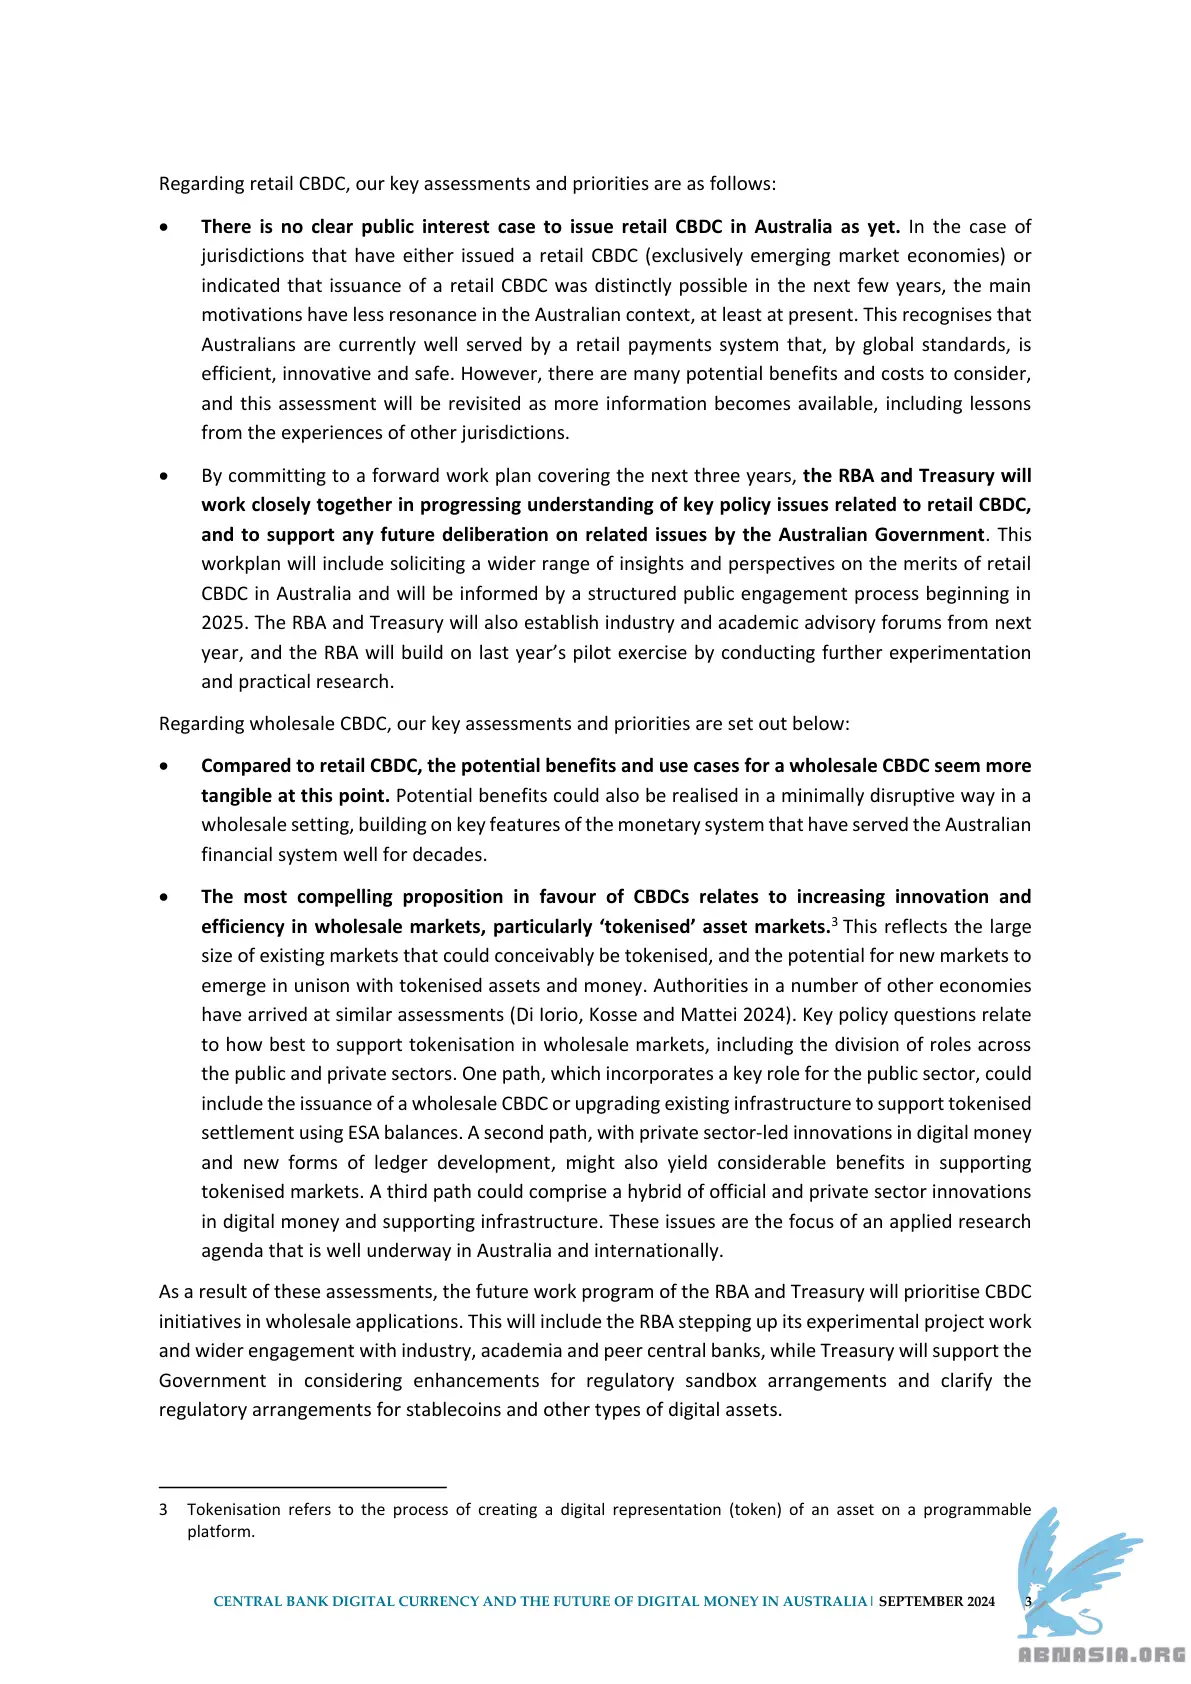 Regarding retail CBDC, our key assessments and priorities are as follows:
• There is no clear public interest case to issue retail CBDC in Australia as yet. In the case of
jurisdictions that have either issued a retail CBDC (exclusively emerging market economies) or
indicated that issuance of a retail CBDC was distinctly possible in the next few years, the main
motivations have less resonance in the Australian context, at least at present. This recognises that
Australians are currently well served by a retail payments system that, by global standards, is
efficient, innovative and safe. However, there are many potential benefits and costs to consider,
and this assessment will be revisited as more information becomes available, including lessons
from the experiences of other jurisdictions.
• By committing to a forward work plan covering the next three years, the RBA and Treasury will
work closely together in progressing understanding of key policy issues related to retail CBDC,
and to support any future deliberation on related issues by the Australian Government. This
workplan will include soliciting a wider range of insights and perspectives on the merits of retail
CBDC in Australia and will be informed by a structured public engagement process beginning in
2025. The RBA and Treasury will also establish industry and academic advisory forums from next
year, and the RBA will build on last year’s pilot exercise by conducting further experimentation
and practical research.
Regarding wholesale CBDC, our key assessments and priorities are set out below:
• Compared to retail CBDC, the potential benefits and use cases for a wholesale CBDC seem more
tangible at this point. Potential benefits could also be realised in a minimally disruptive way in a
wholesale setting, building on key features of the monetary system that have served the Australian
financial system well for decades.
• The most compelling proposition in favour of CBDCs relates to increasing innovation and
efficiency in wholesale markets, particularly ‘tokenised’ asset markets.3 This reflects the large
size of existing markets that could conceivably be tokenised, and the potential for new markets to
emerge in unison with tokenised assets and money. Authorities in a number of other economies
have arrived at similar assessments (Di Iorio, Kosse and Mattei 2024). Key policy questions relate
to how best to support tokenisation in wholesale markets, including the division of roles across
the public and private sectors. One path, which incorporates a key role for the public sector, could
include the issuance of a wholesale CBDC or upgrading existing infrastructure to support tokenised
settlement using ESA balances. A second path, with private sector-led innovations in digital money
and new forms of ledger development, might also yield considerable benefits in supporting
tokenised markets. A third path could comprise a hybrid of official and private sector innovations
in digital money and supporting infrastructure. These issues are the focus of an applied research
agenda that is well underway in Australia and internationally.
As a result of these assessments, the future work program of the RBA and Treasury will prioritise CBDC
initiatives in wholesale applications. This will include the RBA stepping up its experimental project work
and wider engagement with industry, academia and peer central banks, while Treasury will support the
Government in considering enhancements for regulatory sandbox arrangements and clarify the
regulatory arrangements for stablecoins and other types of digital assets.
3 Tokenisation refers to the process of creating a digital representation (token) of an asset on a programmable
platform.
CENTRAL BANK DIGITAL CURRENCY AND THE FUTURE OF DIGITAL MONEY IN AUSTRALIA| SEPTEMBER 2024 3
ABNASIA.ORG